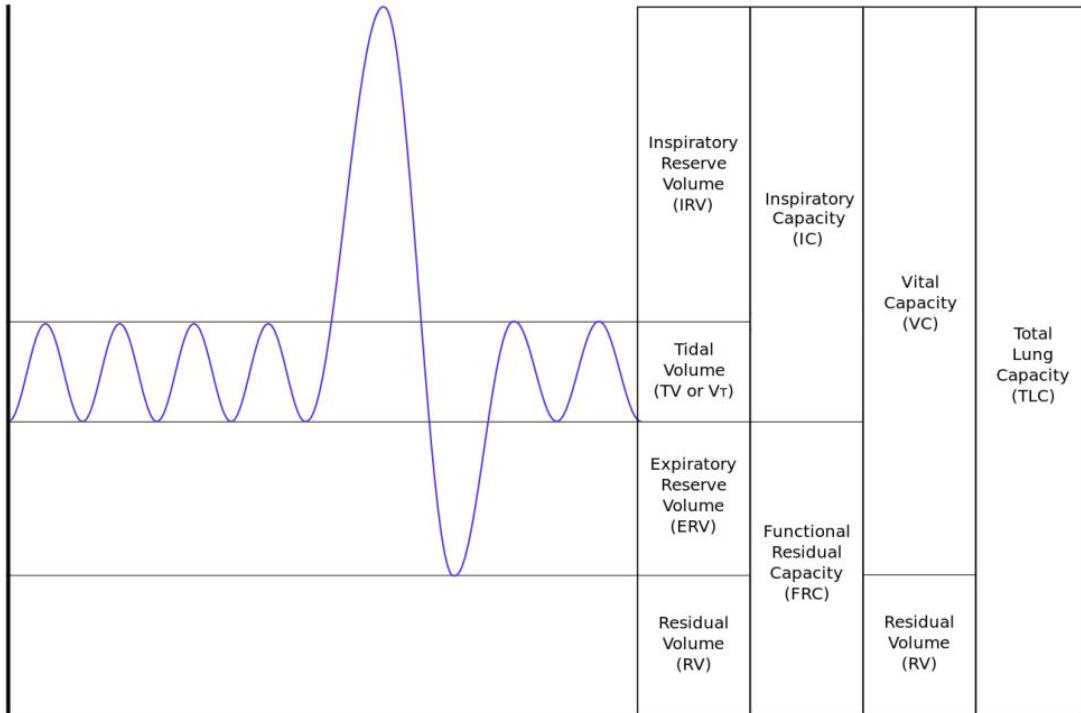 Inspiratory
Reserve
Volume
(IRV)
Tidal
Volume
(TV or VT)
Expiratory
Reserve
Volume
(ERV)
Residual
Volume
(RV)
Inspiratory
Capacity
(IC)
Functional
Residual
Capacity
(FRC)
Vital
Capacity
(VC)
Residual
Volume
(RV)
Total
Lung
Capacity
(TLC)